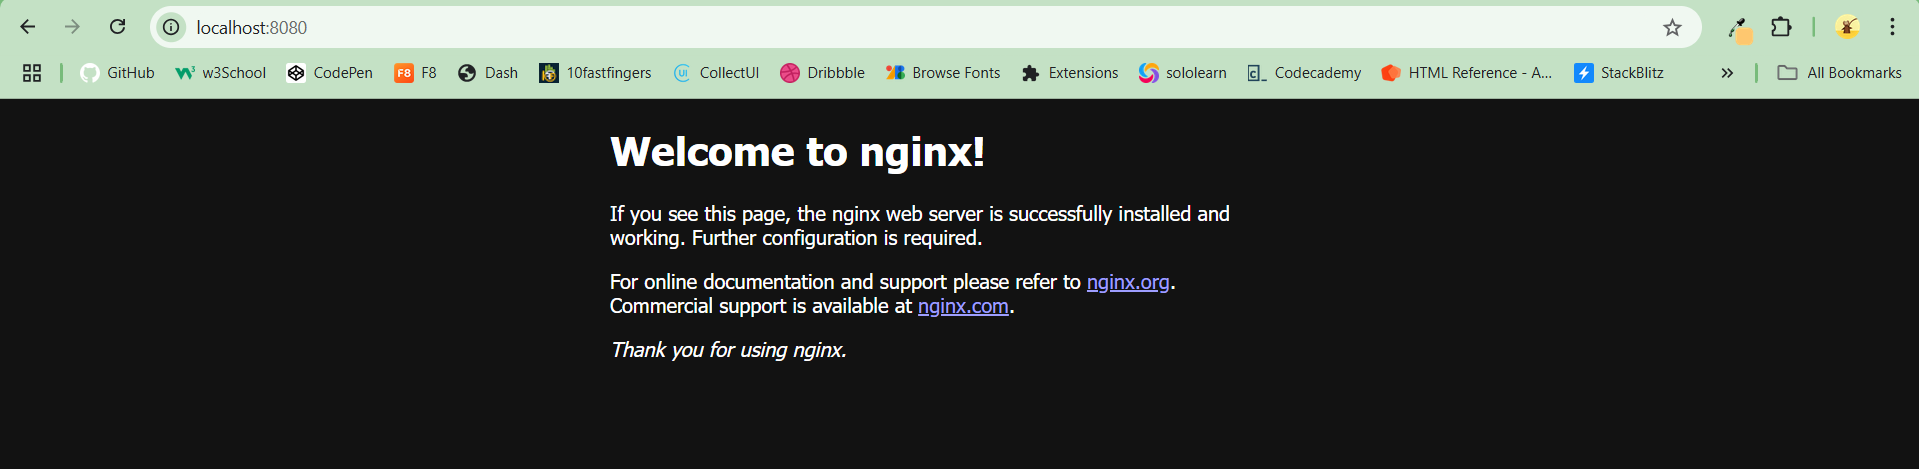 localhost:8080
GitHub
w3School
CodePen
F8 F8
Dash
10fastfingers
CollectUI
Dribbble
Browse Fonts
Extensions
sololearn
Codecademy
HTML Reference - A...
StackBlitz
All Bookmarks
Welcome to nginx!
If you see this page, the nginx web server is successfully installed and
working. Further configuration is required.
For online documentation and support please refer to nginx.org.
Commercial support is available at nginx.com.
Thank you for using nginx.